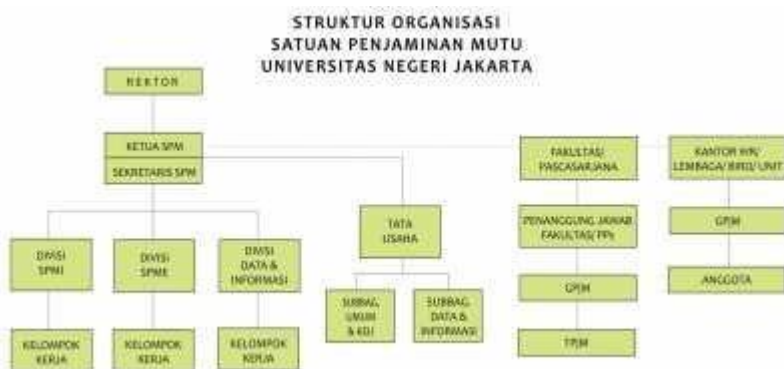 STRUKTUR ORGANISASI
SATUAN PENJAMINAN MUTU
UNIVERSITAS NEGERI JAKARTA
REKTOR
KETUA SPM
SEKRETARIS SPM
FAKULTAS/
PASCASARJANA
KANTOR
LEMBAGA/ BIRO/ UNIT
PENANGGUNG JAWAB
FAKULTAS/ PPs
GPJM
TATA
USAHA
DIVISI
SPMI
DIVISI
SPME
DIVISI
DATA &
INFORMASI
GPJM
ANGGOTA
SUBBAG
UMUM
&
SUBBAG
DATA &
INFORMASI
KELOMPOK
KERJA
KELOMPOK
KERJA
KELOMPOK
KERJA
TPJM